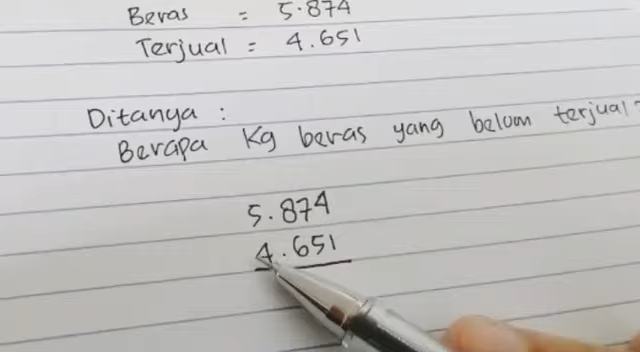 Beras = 5.874
Terjual = 4.651
Ditanya :
Berapa Kg beras yang belum terjual?
5.874
4.651